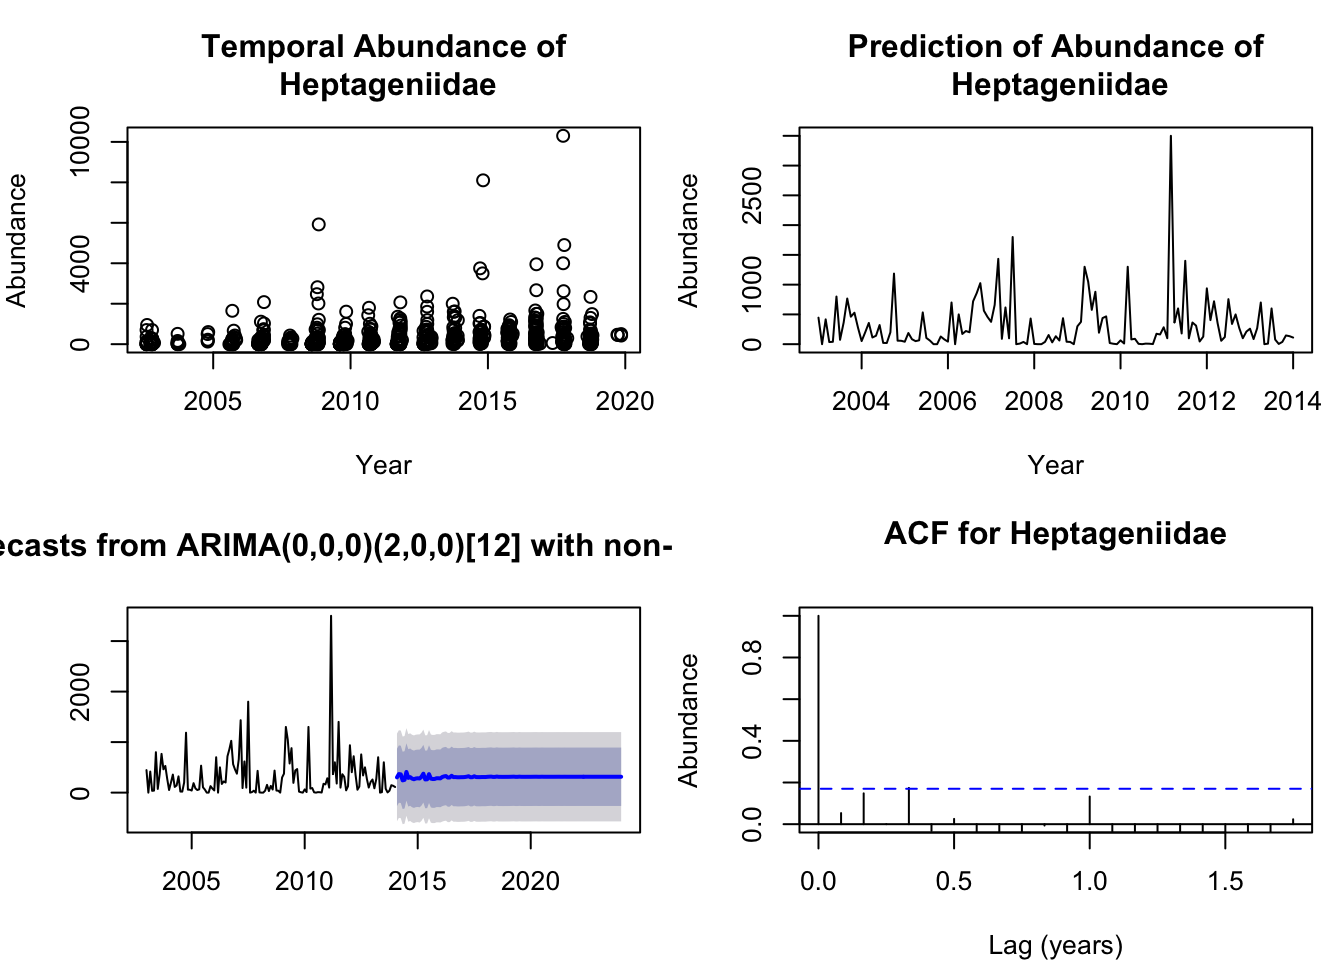 Temporal Abundance of
Heptageniidae
Abundance
10000
4000
0
2005 2010 2015 2020
Year
Prediction of Abundance of
Heptageniidae
Abundance
2500
1000
0
2004 2006 2008 2010 2012 2014
Year
ecasts from ARIMA(0,0,0)(2,0,0)[12] with non-
2000
0
2005 2010 2015 2020
ACF for Heptageniidae
Abundance
0.8
0.4
0.0
0.0 0.5 1.0 1.5
Lag (years)